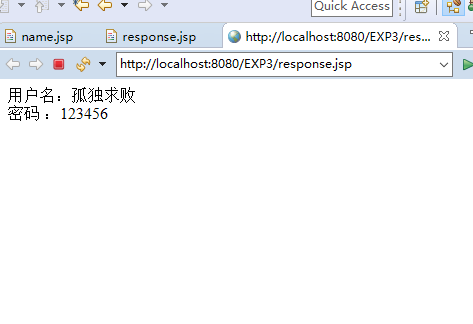 Quick Access
name.jsp
response.jsp
http://localhost:8080/EXP3/res...
http://localhost:8080/EXP3/response.jsp
用户名：孤独求败
密码 ：123456